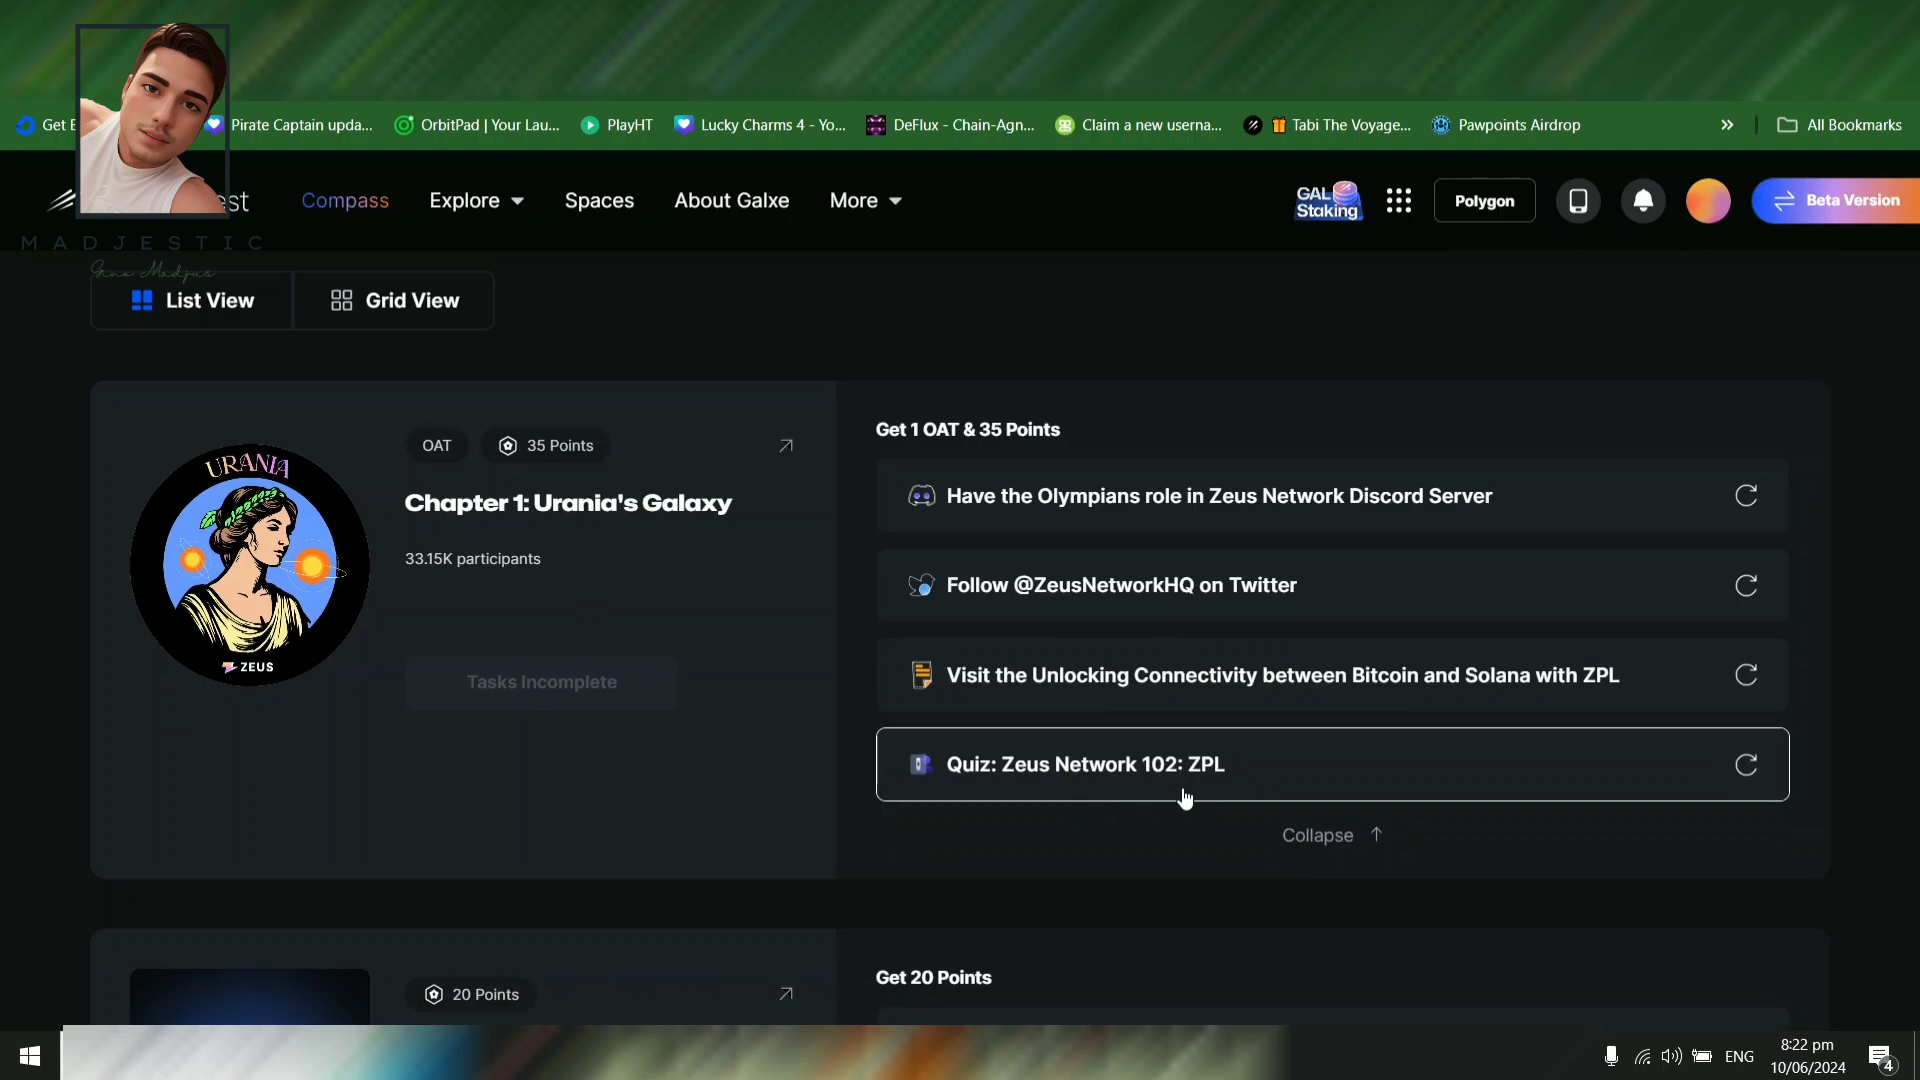 Get
Pirate Captain upda...
OrbitPad | Your Lau...
PlayHT
Lucky Charms 4 - Yo...
DeFlux - Chain-Agn...
Claim a new userna...
Tabi The Voyage...
Pawpoints Airdrop
All Bookmarks
est
Compass
Explore
Spaces
About Galxe
More
GAL
Staking
Polygon
Beta Version
MADJESTIC
Gino Madjus
List View
Grid View
URANIA
ZEUS
OAT
35 Points
Chapter 1: Urania's Galaxy
33.15K participants
Tasks Incomplete
Get 1 OAT & 35 Points
Have the Olympians role in Zeus Network Discord Server
Follow @ZeusNetworkHQ on Twitter
Visit the Unlocking Connectivity between Bitcoin and Solana with ZPL
Quiz: Zeus Network 102: ZPL
Collapse
20 Points
Get 20 Points
ENG
8:22 pm
10/06/2024
4